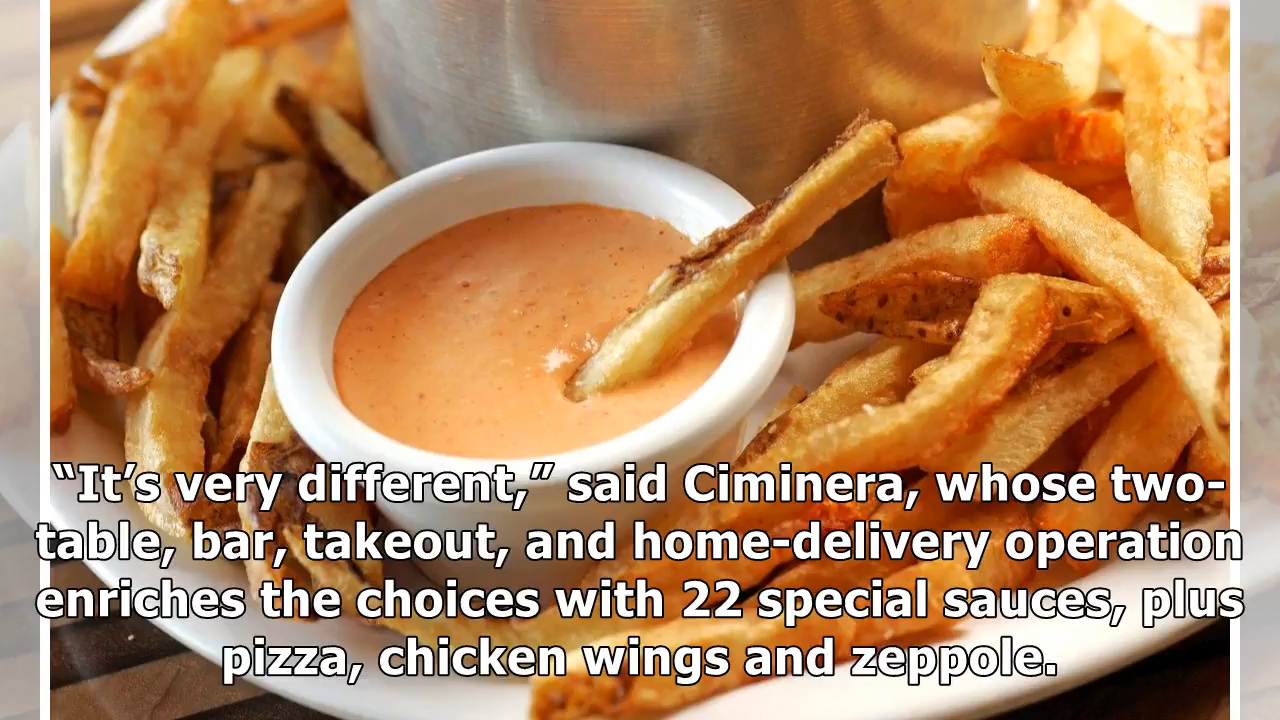 “It’s very different,” said Ciminera, whose two-
table, bar, takeout, and home-delivery operation
enriches the choices with 22 special sauces, plus
pizza, chicken wings and zeppole.